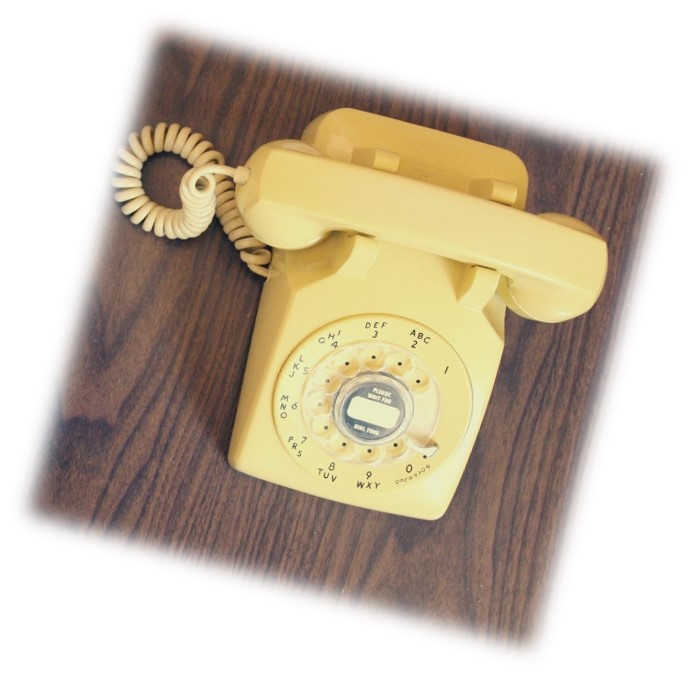 ABC
2
DEF
3
GHI
4
JKL
5
MNO
6
PRS
7
TUV
8
WXY
9
OPERATOR
0
1
PLEASE
WAIT FOR
DIAL TONE